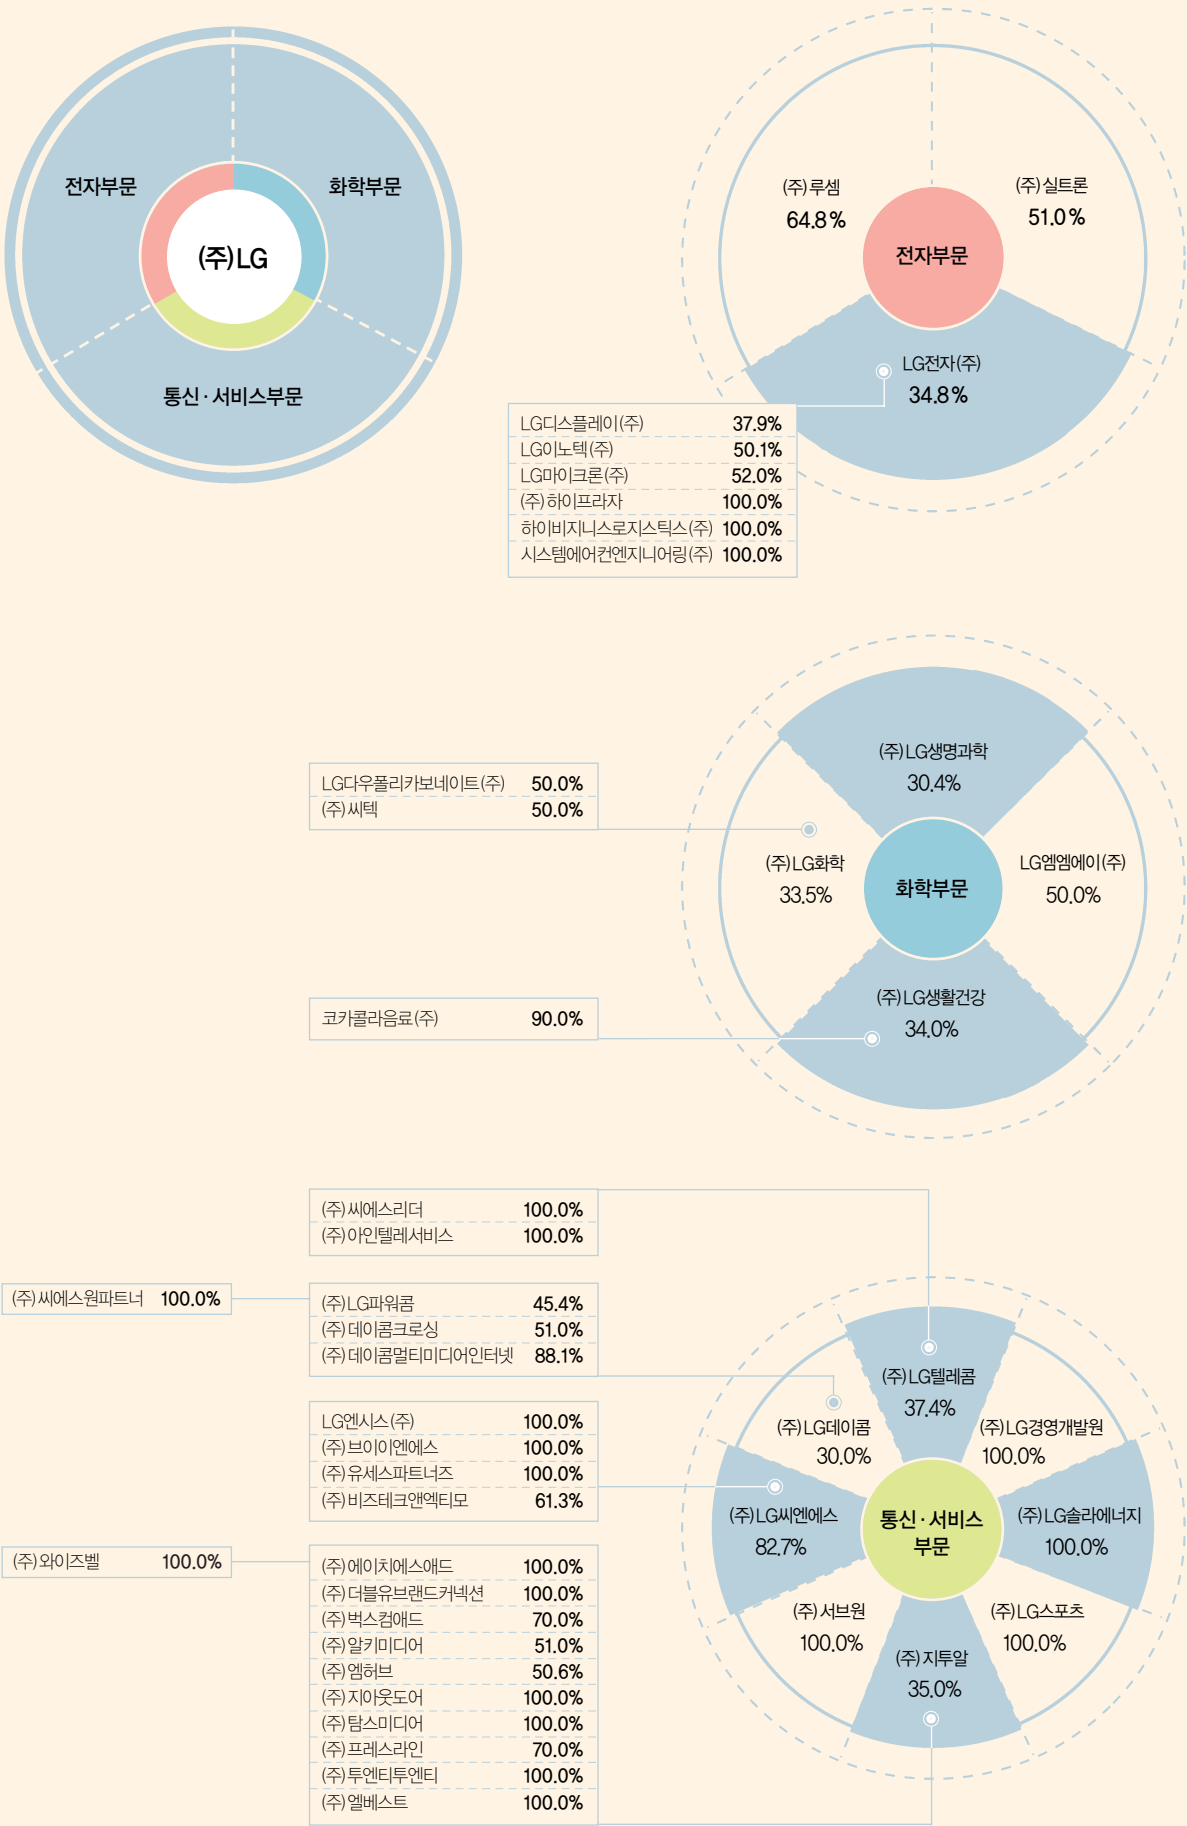 전자부문
화학부문
(주)LG
통신·서비스부문
(주)루셈
64.8%
(주)실트론
51.0%
전자부문
LG전자(주)
34.8%
LG디스플레이(주) 37.9%
LG이노텍(주) 50.1%
LG마이크론(주) 52.0%
(주)하이프라자 100.0%
하이비지니스로지스틱스(주) 100.0%
시스템에어컨엔지니어링(주) 100.0%
(주)LG생명과학
30.4%
LG다우폴리카보네이트(주) 50.0%
(주)씨텍 50.0%
(주)LG화학
33.5%
화학부문
LG엠엠에이(주)
50.0%
(주)LG생활건강
34.0%
코카콜라음료(주) 90.0%
(주)씨에스리더 100.0%
(주)아인텔레서비스 100.0%
(주)씨에스원파트너 100.0%
(주)LG파워콤 45.4%
(주)데이콤크로싱 51.0%
(주)데이콤멀티미디어인터넷 88.1%
(주)LG텔레콤
37.4%
(주)LG데이콤
30.0%
(주)LG경영개발원
100.0%
LG엔시스(주) 100.0%
(주)브이이엔에스 100.0%
(주)유세스파트너즈 100.0%
(주)비즈테크앤엑티모 61.3%
(주)LG씨엔에스
82.7%
통신·서비스
부문
(주)LG솔라에너지
100.0%
(주)서브원
100.0%
(주)LG스포츠
100.0%
(주)지투알
35.0%
(주)와이즈벨 100.0%
(주)에이치에스애드 100.0%
(주)더블유브랜드커넥션 100.0%
(주)벅스컴애드 70.0%
(주)알키미디어 51.0%
(주)엠허브 50.6%
(주)지아웃도어 100.0%
(주)탐스미디어 100.0%
(주)프레스라인 70.0%
(주)투엔티투엔티 100.0%
(주)엘베스트 100.0%